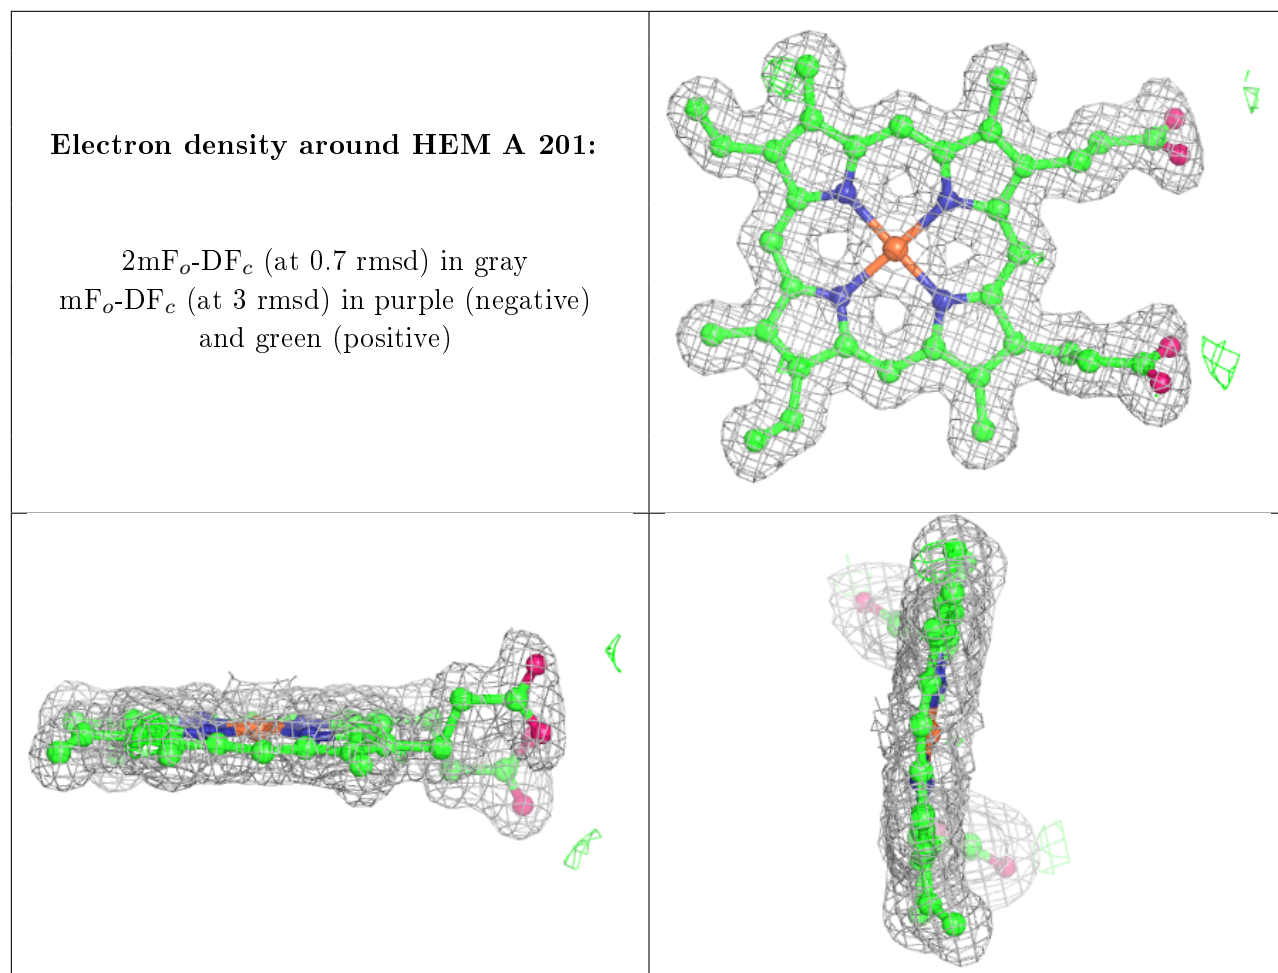 Electron density around HEM A 201:
2mFo-DFc (at 0.7 rmsd) in gray
mFo-DFc (at 3 rmsd) in purple (negative)
and green (positive)